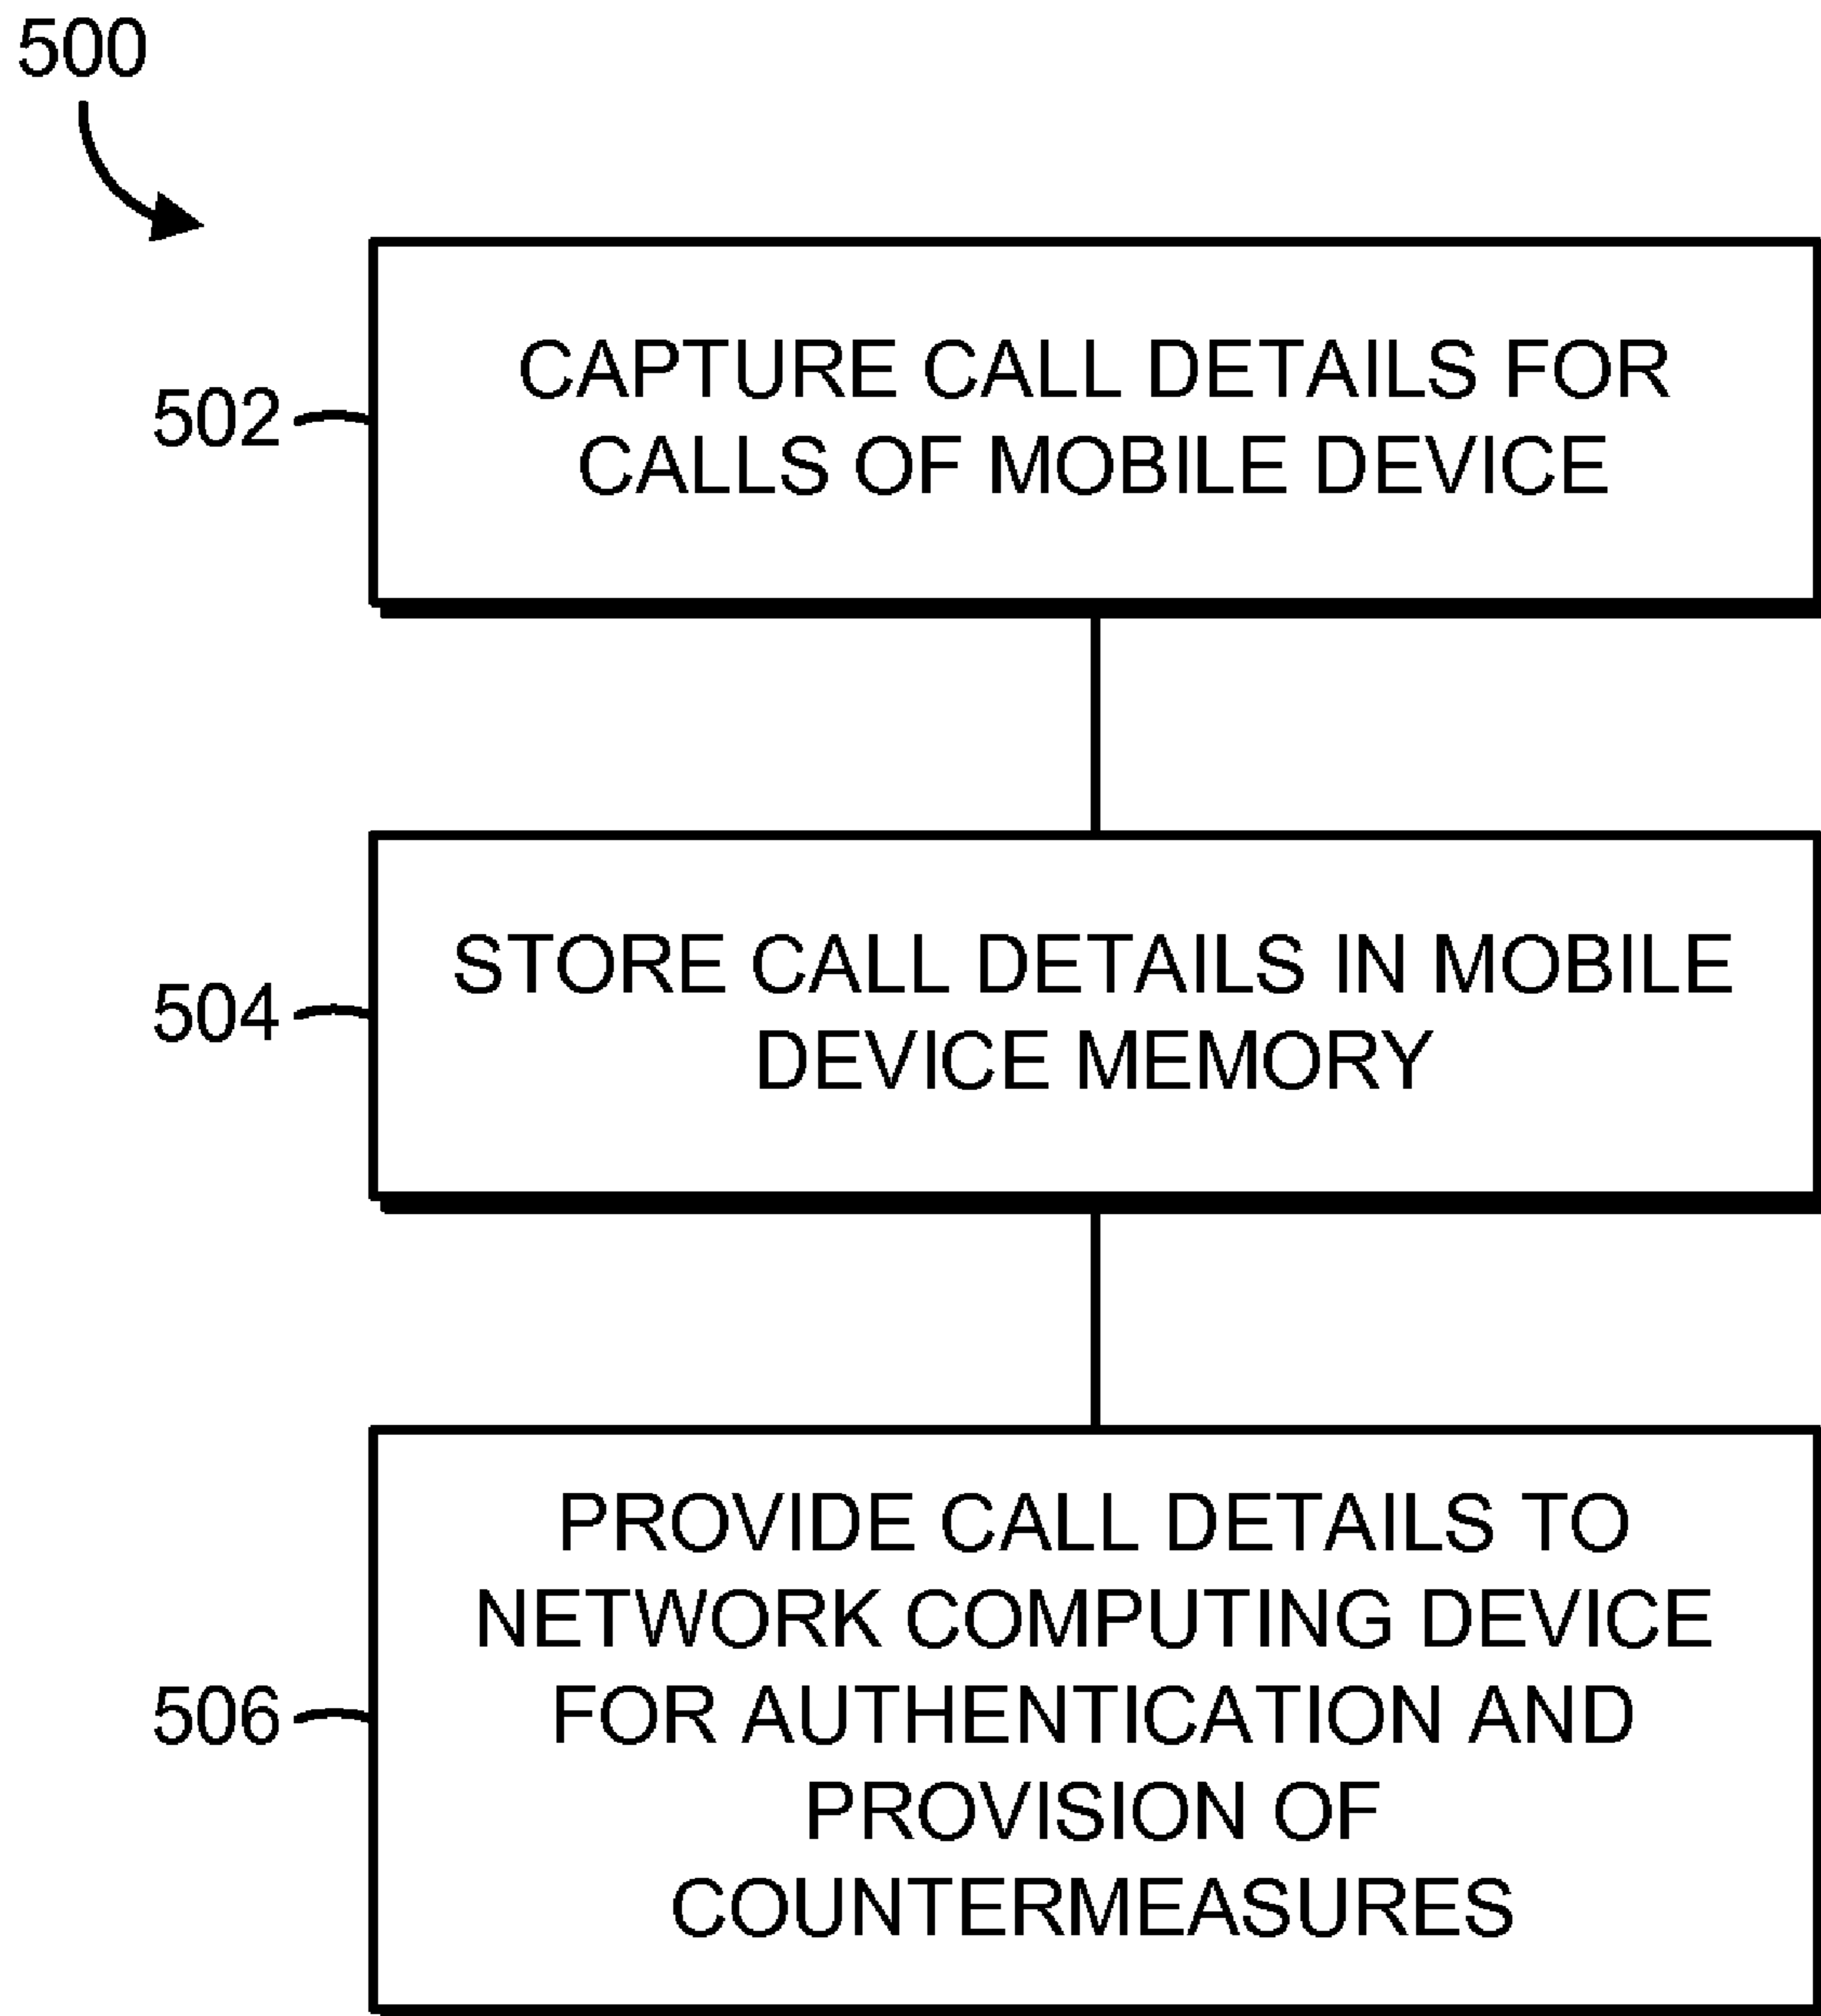 500
502
CAPTURE CALL DETAILS FOR
CALLS OF MOBILE DEVICE
504
STORE CALL DETAILS IN MOBILE
DEVICE MEMORY
506
PROVIDE CALL DETAILS TO
NETWORK COMPUTING DEVICE
FOR AUTHENTICATION AND
PROVISION OF
COUNTERMEASURES